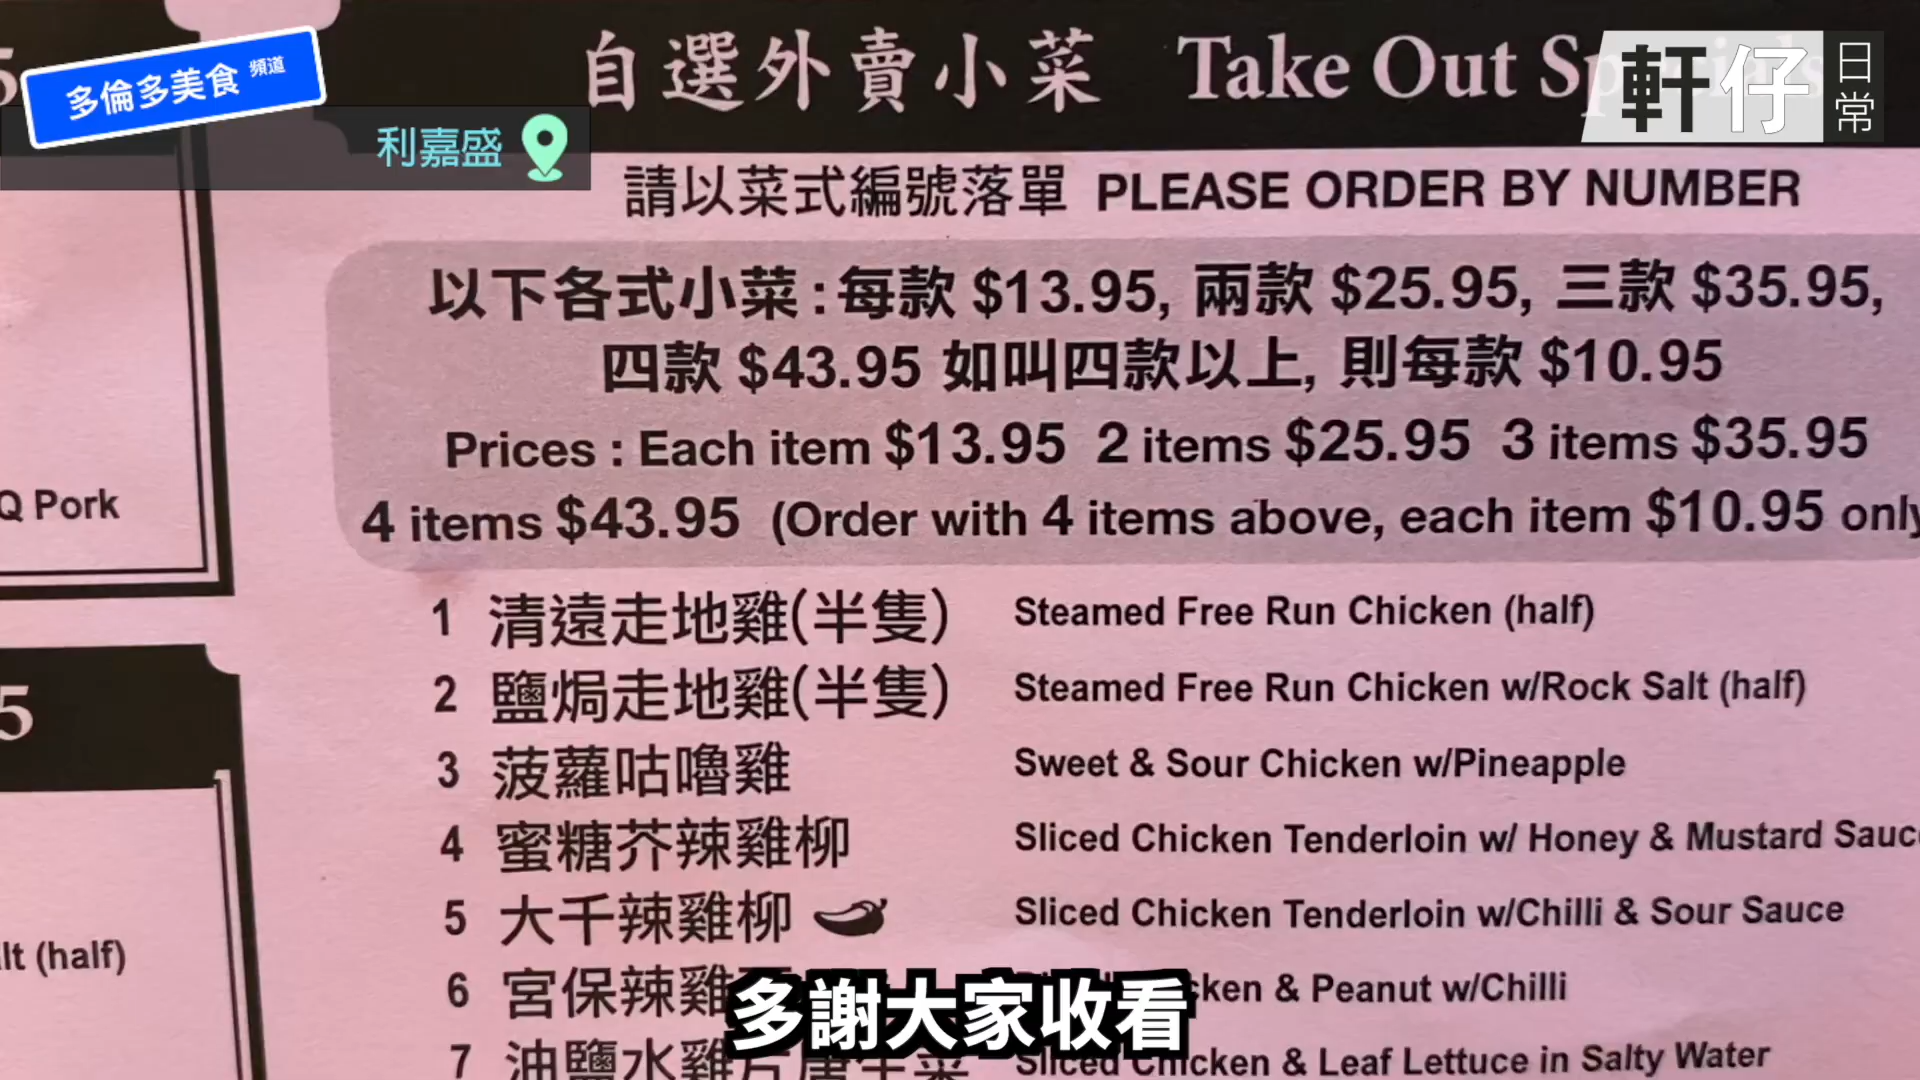 多倫多美食 頻道
利嘉盛
軒仔 日常
自選外賣小菜 Take Out
請以菜式編號落單 PLEASE ORDER BY NUMBER
以下各式小菜:每款 $13.95, 兩款 $25.95, 三款 $35.95,
四款 $43.95 如叫四款以上, 則每款 $10.95
Prices : Each item $13.95 2 items $25.95 3 items $35.95
4 items $43.95 (Order with 4 items above, each item $10.95 only
1 清遠走地雞(半隻) Steamed Free Run Chicken (half)
2 鹽焗走地雞(半隻) Steamed Free Run Chicken w/Rock Salt (half)
3 菠蘿咕嚕雞 Sweet & Sour Chicken w/Pineapple
4 蜜糖芥辣雞柳 Sliced Chicken Tenderloin w/ Honey & Mustard Sauc
5 大千辣雞柳 Sliced Chicken Tenderloin w/Chilli & Sour Sauce
6 宮保辣雞 cken & Peanut w/Chilli
7 油鹽水雞片唐生菜 Sliced Chicken & Leaf Lettuce in Salty Water
Q Pork
5
lt (half)
多謝大家收看